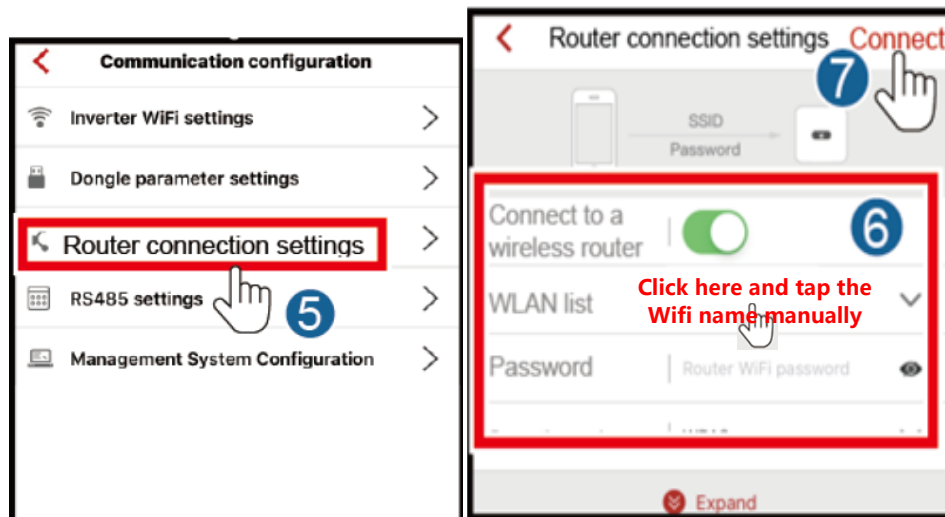 Communication configuration
Inverter WiFi settings
Dongle parameter settings
Router connection settings
RS485 settings
5
Management System Configuration
Router connection settings
Connect
7
SSID
Password
6
Connect to a
wireless router
WLAN list
Click here and tap the
Wifi name manually
Password
Router WiFi password
Expand